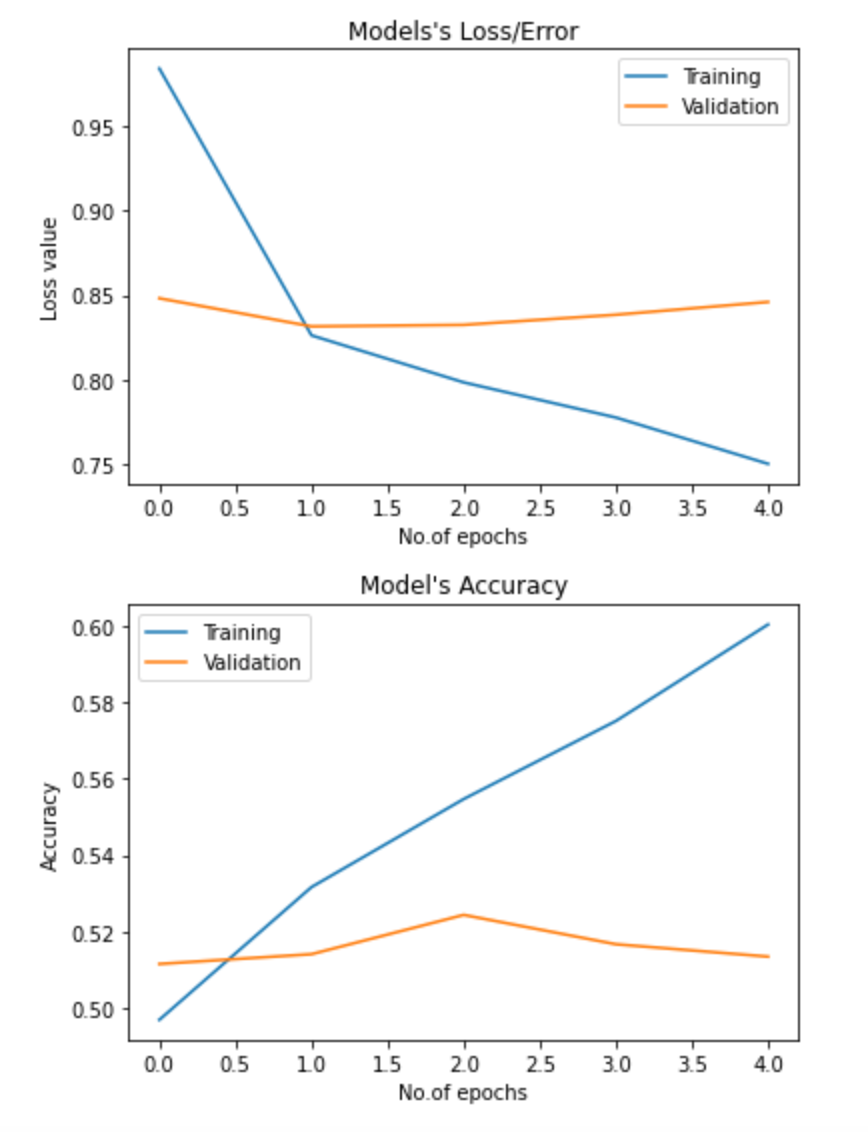 Models's Loss/Error
Training
Validation
0.95
0.90
0.85
0.80
0.75
Loss value
0.0 0.5 1.0 1.5 2.0 2.5 3.0 3.5 4.0
No.of epochs
Model's Accuracy
Training
Validation
0.60
0.58
0.56
0.54
0.52
0.50
Accuracy
0.0 0.5 1.0 1.5 2.0 2.5 3.0 3.5 4.0
No.of epochs